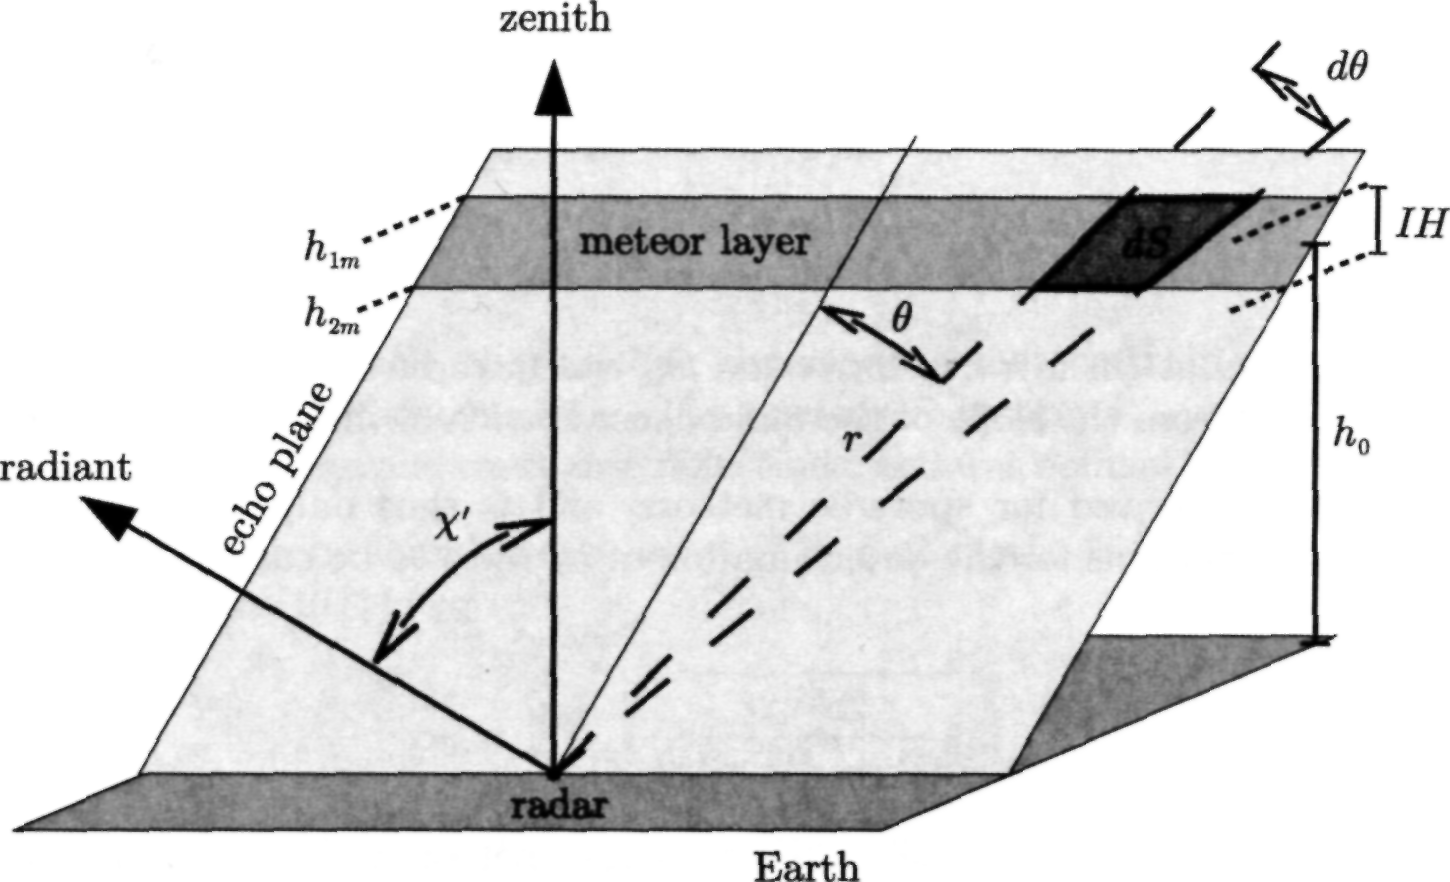 zenith
dθ
h₁ₘ
meteor layer
dS
IH
h₂ₘ
θ
echo plane
r
h₀
radiant
χ′
radar
Earth